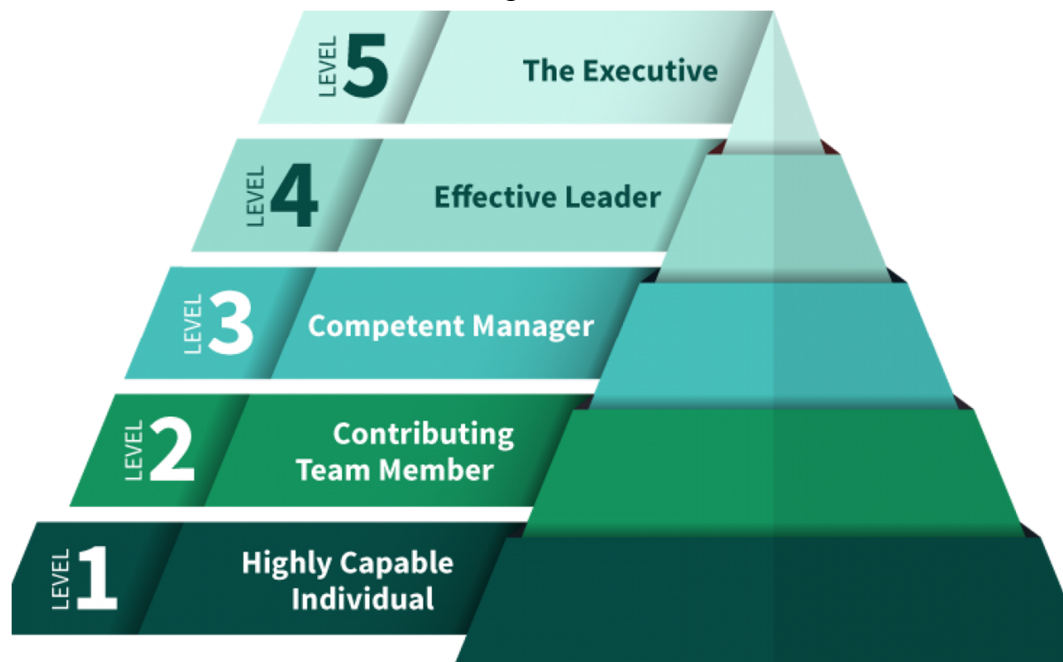 LEVEL 5
The Executive
LEVEL 4
Effective Leader
LEVEL 3
Competent Manager
LEVEL 2
Contributing
Team Member
LEVEL 1
Highly Capable
Individual